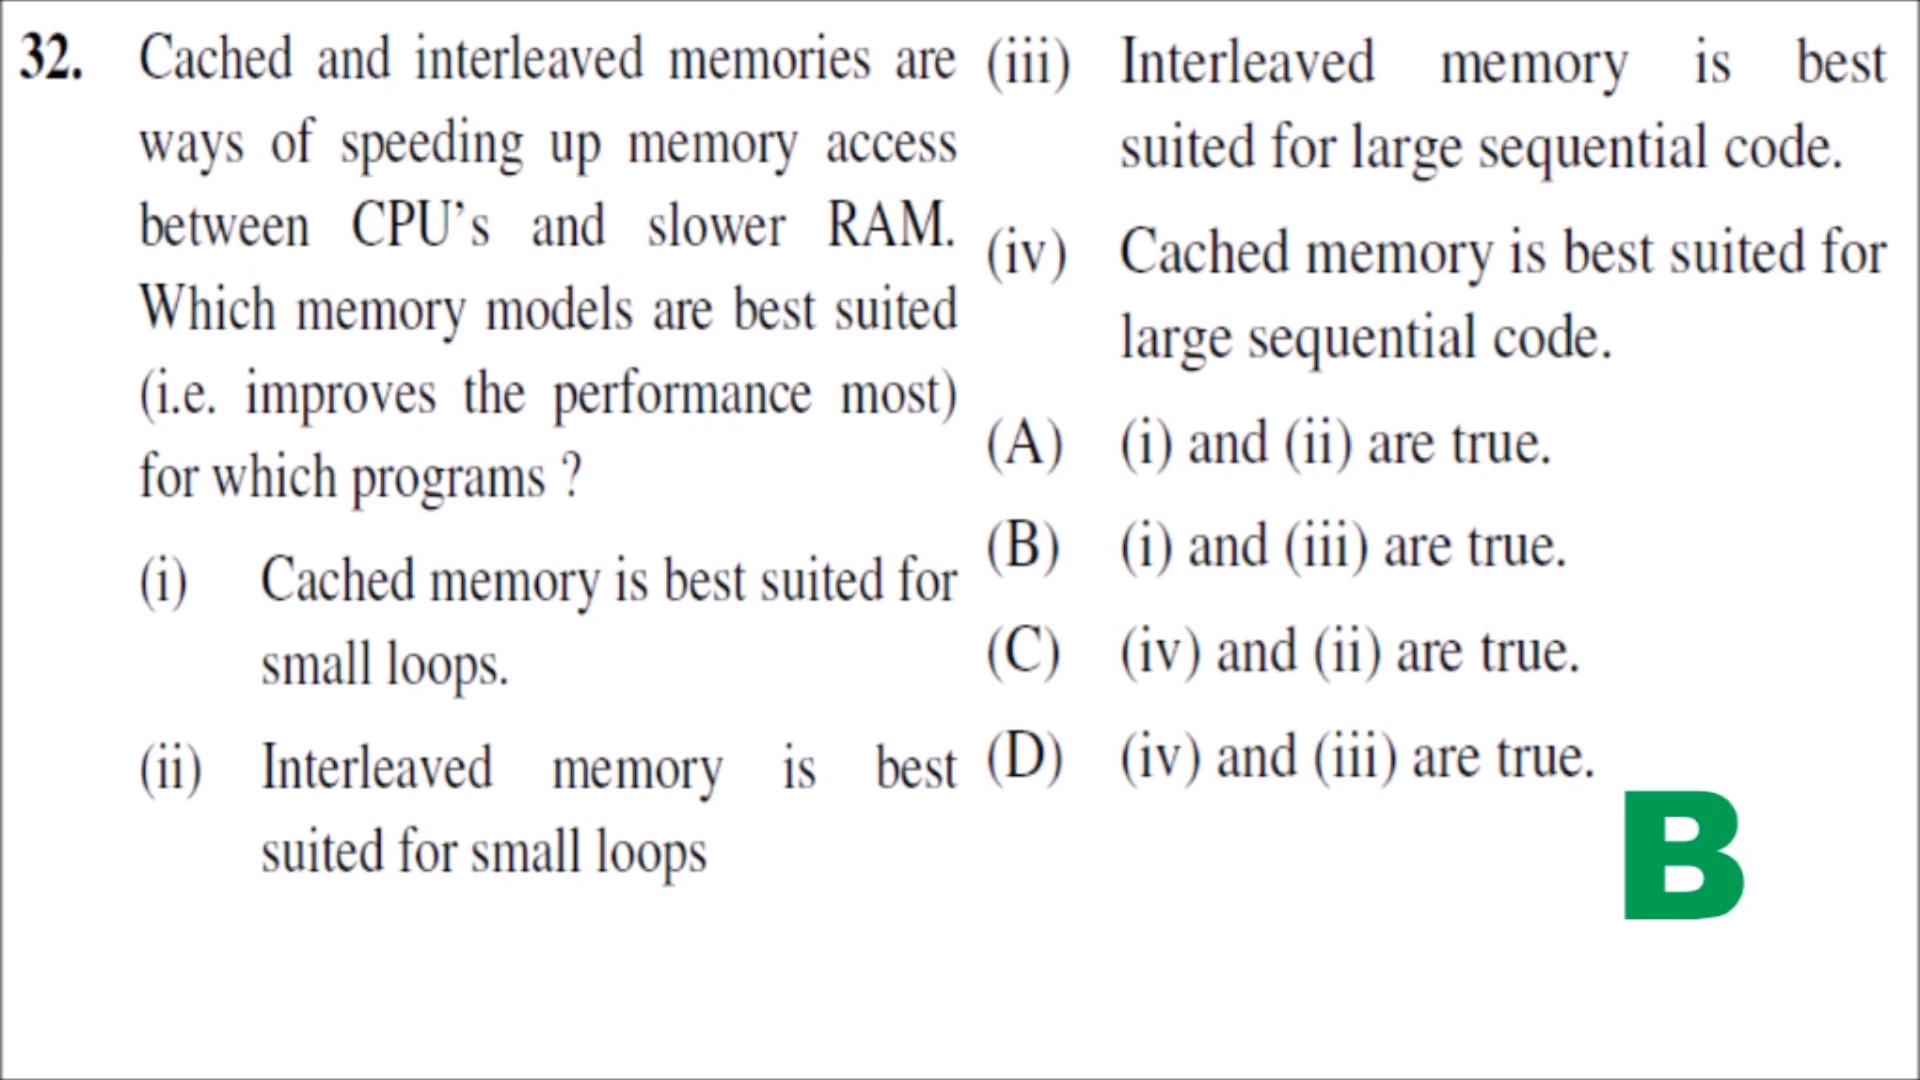 32. Cached and interleaved memories are
ways of speeding up memory access
between CPU's and slower RAM.
Which memory models are best suited
(i.e. improves the performance most)
for which programs ?
(i) Cached memory is best suited for
small loops.
(ii) Interleaved memory is best
suited for small loops
(iii) Interleaved memory is best
suited for large sequential code.
(iv) Cached memory is best suited for
large sequential code.
(A) (i) and (ii) are true.
(B) (i) and (iii) are true.
(C) (iv) and (ii) are true.
(D) (iv) and (iii) are true.
B